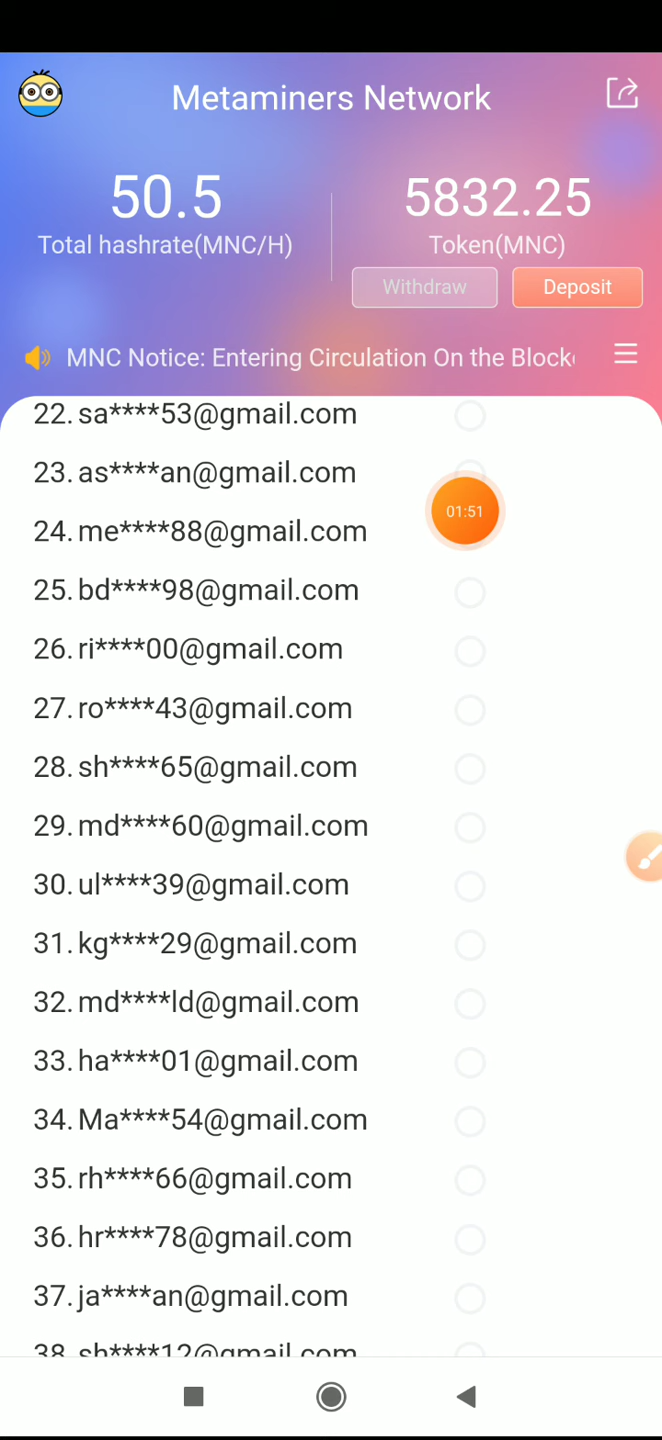 Metaminers Network
50.5
5832.25
Total hashrate(MNC/H)
Token(MNC)
Withdraw
Deposit
MNC Notice: Entering Circulation On the Block
22. sa****53@gmail.com
23. as****an@gmail.com
01:51
24. me****88@gmail.com
25. bd****98@gmail.com
26. ri****00@gmail.com
27. ro****43@gmail.com
28. sh****65@gmail.com
29. md****60@gmail.com
30. ul****39@gmail.com
31. kg****29@gmail.com
32. md****ld@gmail.com
33. ha****01@gmail.com
34. Ma****54@gmail.com
35. rh****66@gmail.com
36. hr****78@gmail.com
37. ja****an@gmail.com
38. sh****12@gmail.com